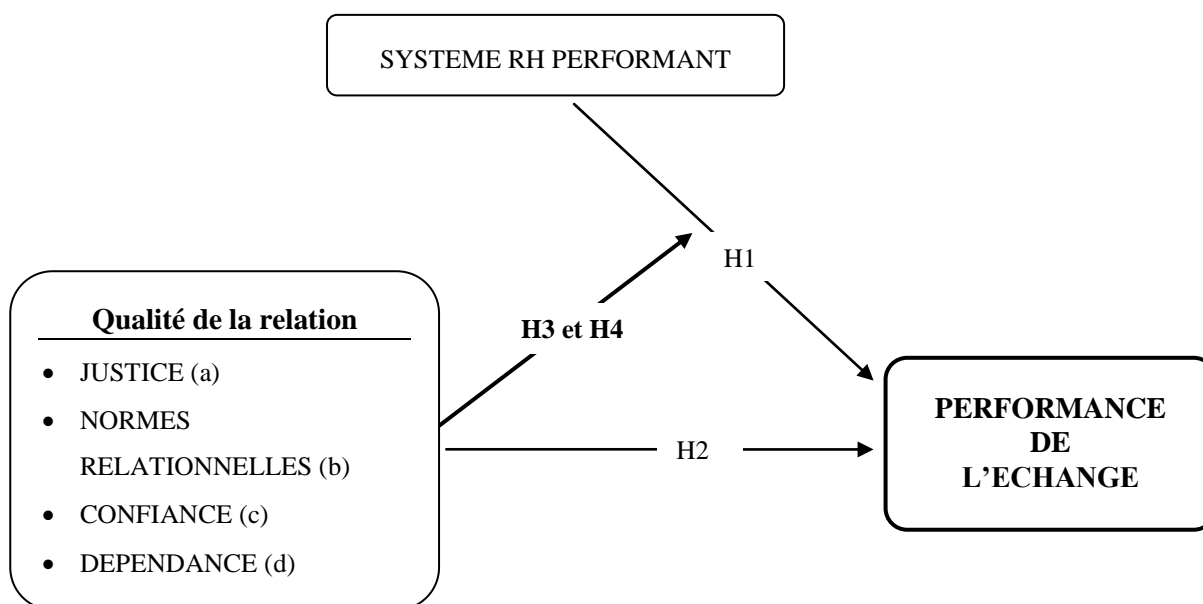 SYSTEME RH PERFORMANT
H1
Qualité de la relation
H3 et H4
• JUSTICE (a)
• NORMES
RELATIONNELLES (b)
• CONFIANCE (c)
• DEPENDANCE (d)
H2
PERFORMANCE
DE
L’ECHANGE